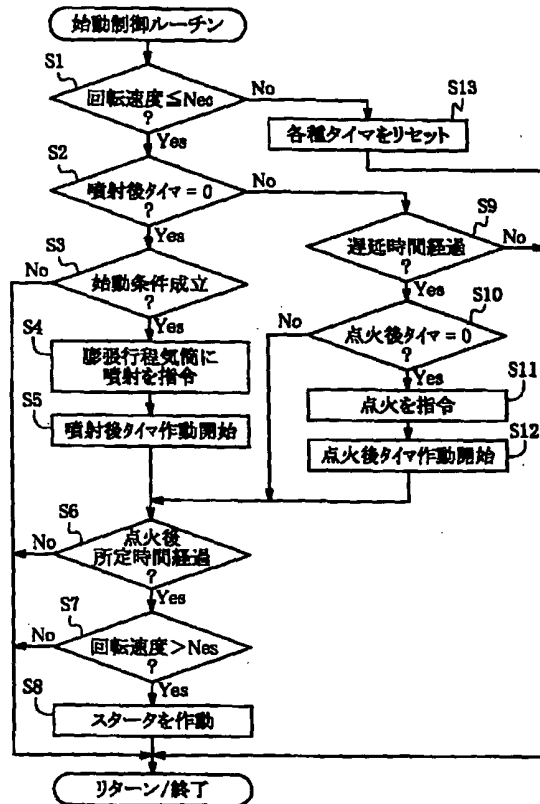 始動制御ルーチン
S1
回転速度≦Nec
?
No
Yes
S13
各種タイマをリセット
S2
噴射後タイマ=0
?
No
Yes
S3
始動条件成立
?
No
Yes
S4
膨張行程気筒に
噴射を指令
S5
噴射後タイマ作動開始
S9
遅延時間経過
?
No
Yes
S10
点火後タイマ=0
?
No
Yes
S11
点火を指令
S12
点火後タイマ作動開始
S6
点火後
所定時間経過
?
No
Yes
S7
回転速度>Nes
?
No
Yes
S8
スタータを作動
リターン/終了